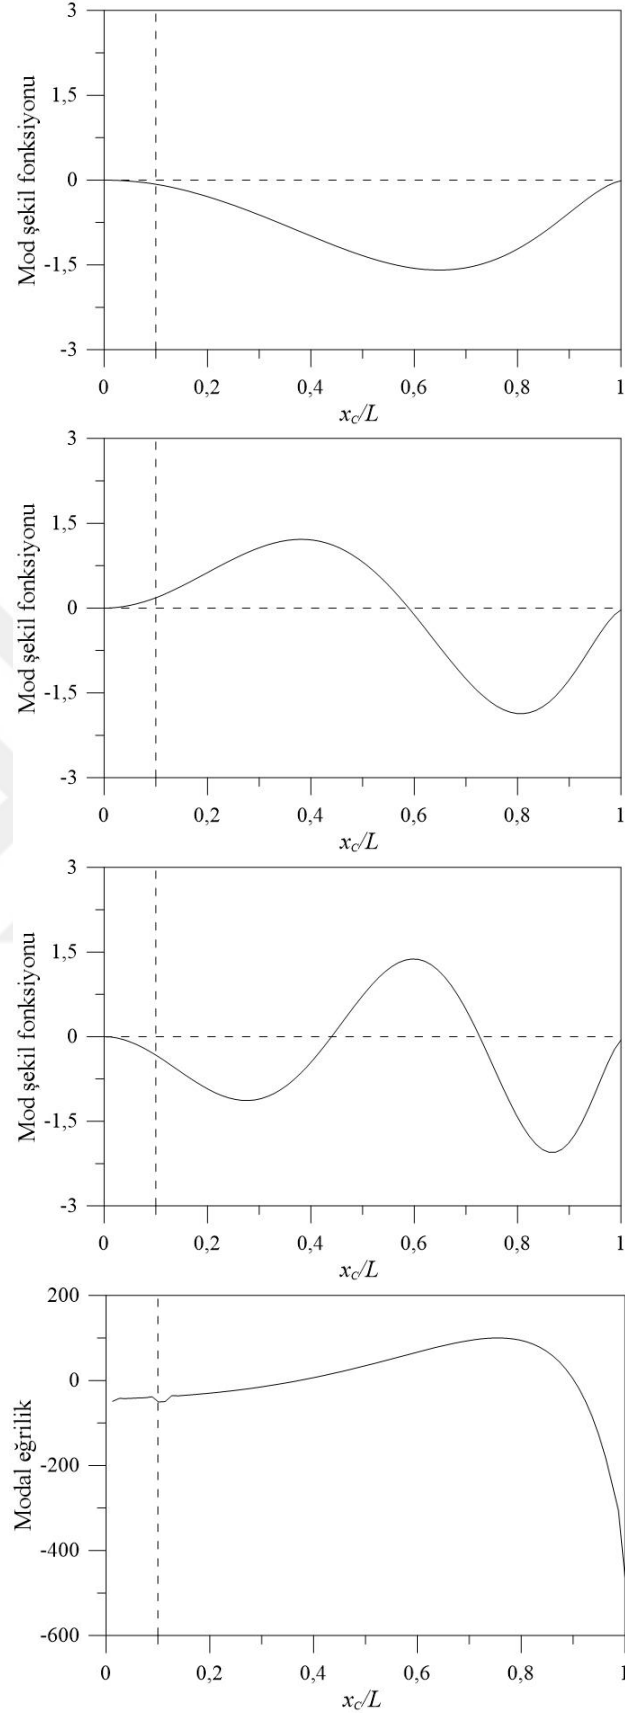 3
1,5
0
-1,5
-3
Mod şekil fonksiyonu
0 0,2 0,4 0,6 0,8 1
x_C/L
3
1,5
0
-1,5
-3
Mod şekil fonksiyonu
0 0,2 0,4 0,6 0,8 1
x_C/L
3
1,5
0
-1,5
-3
Mod şekil fonksiyonu
0 0,2 0,4 0,6 0,8 1
x_C/L
200
0
-200
-400
-600
Modal eğrilik
0 0,2 0,4 0,6 0,8 1
x_C/L